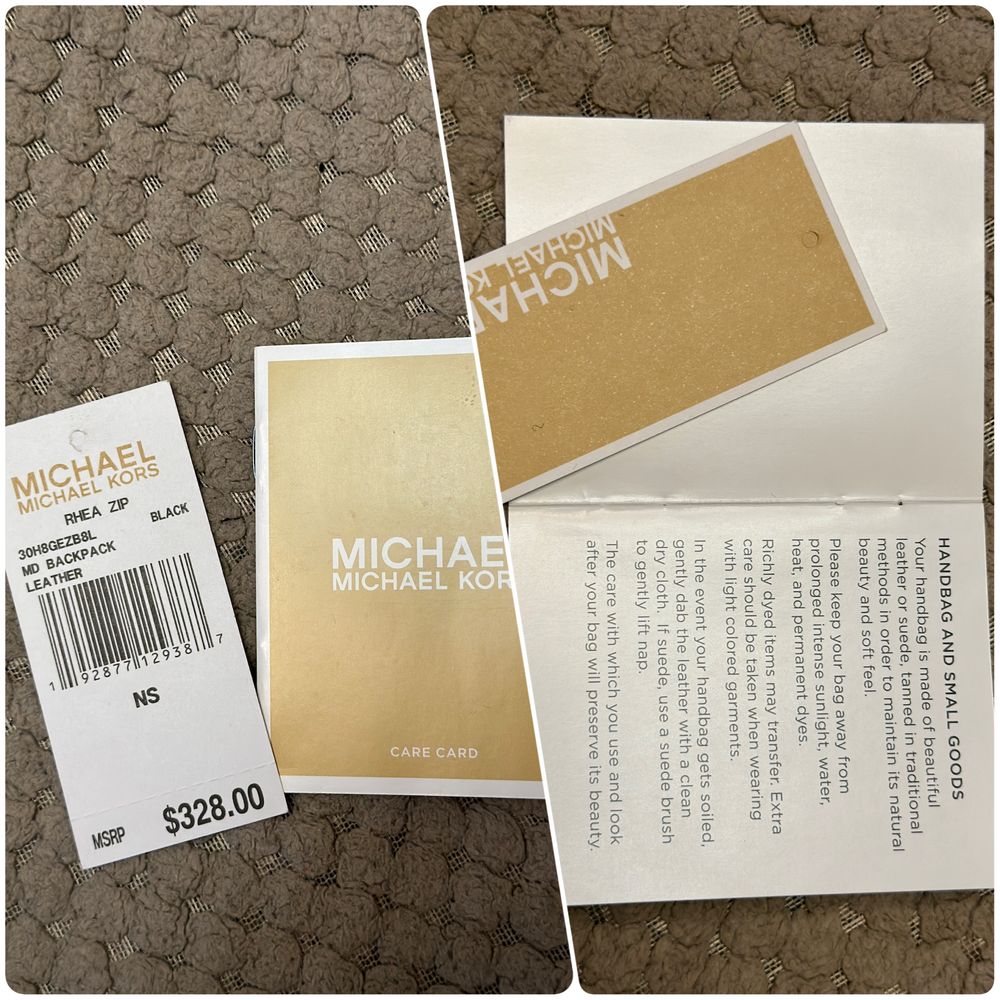 MICHAEL
MICHAEL KORS
RHEA ZIP
BLACK
30H8GEZB8L
MD BACKPACK
LEATHER
1 92877 12938 7
NS
MSRP $328.00
MICHAE
MICHAEL KOR
CARE CARD
MICHAE
MICHAEL KO
HANDBAG AND SMALL GOODS
Your handbag is made of beautiful
leather or suede, tanned in traditional
methods in order to maintain its natural
beauty and soft feel.
Please keep your bag away from
prolonged intense sunlight, water,
heat, and permanent dyes.
Richly dyed items may transfer. Extra
care should be taken when wearing
with light colored garments.
In the event your handbag gets soiled,
gently dab the leather with a clean
dry cloth. If suede, use a suede brush
to gently lift nap.
The care with which you use and look
after your bag will preserve its beauty.